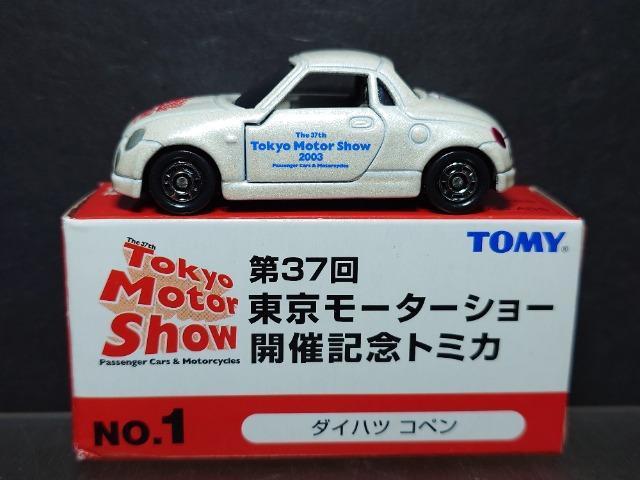 The 37th
Tokyo Motor Show
2003
Passenger Cars & Motorcycles
TOMY®
The 37th
Tokyo
Motor
Show
Passenger Cars & Motorcycles
第37回
東京モーターショー
開催記念トミカ
NO.1
ダイハツ コペン